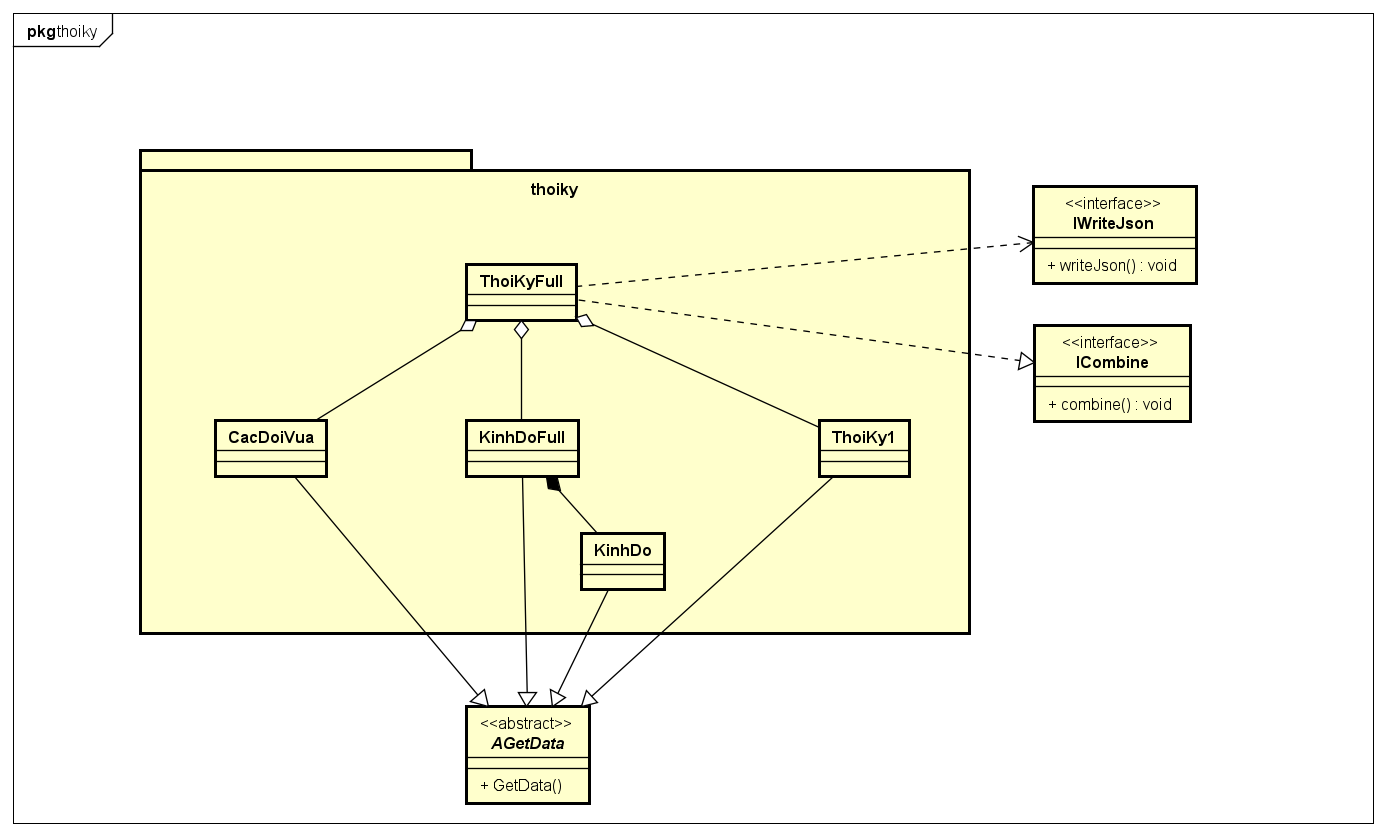 pkgthoiky
thoiky
<<interface>>
IWriteJson
+ writeJson() : void
ThoiKyFull
<<interface>>
ICombine
+ combine() : void
CacDoiVua
KinhDoFull
ThoiKy1
KinhDo
<<abstract>>
AGetData
+ GetData()